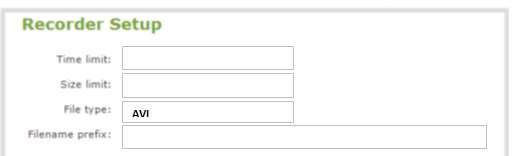 Recorder Setup
Time limit:
Size limit:
File type: AVI
Filename prefix: